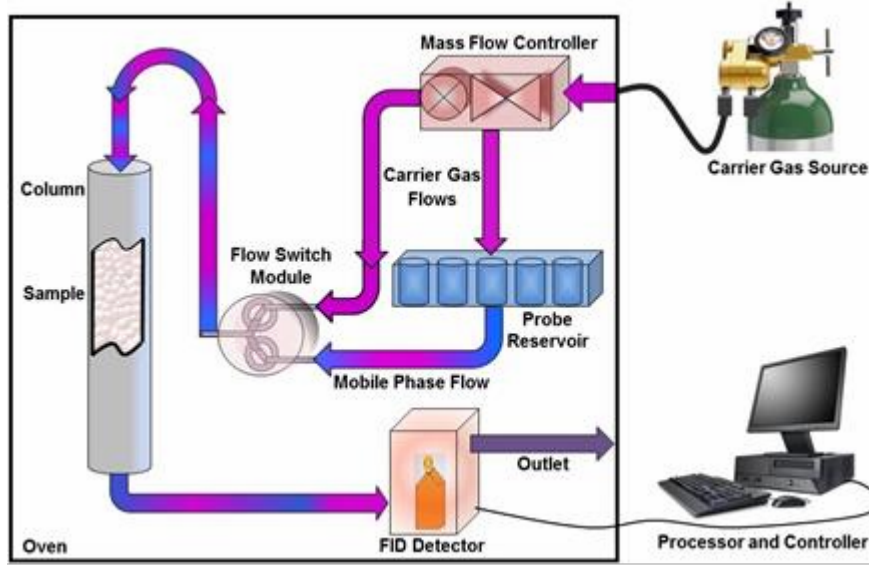 Mass Flow Controller
Carrier Gas Source
Column
Carrier Gas
Flows
Flow Switch
Module
Sample
Probe
Reservoir
Mobile Phase Flow
Outlet
Oven
FID Detector
Processor and Controller